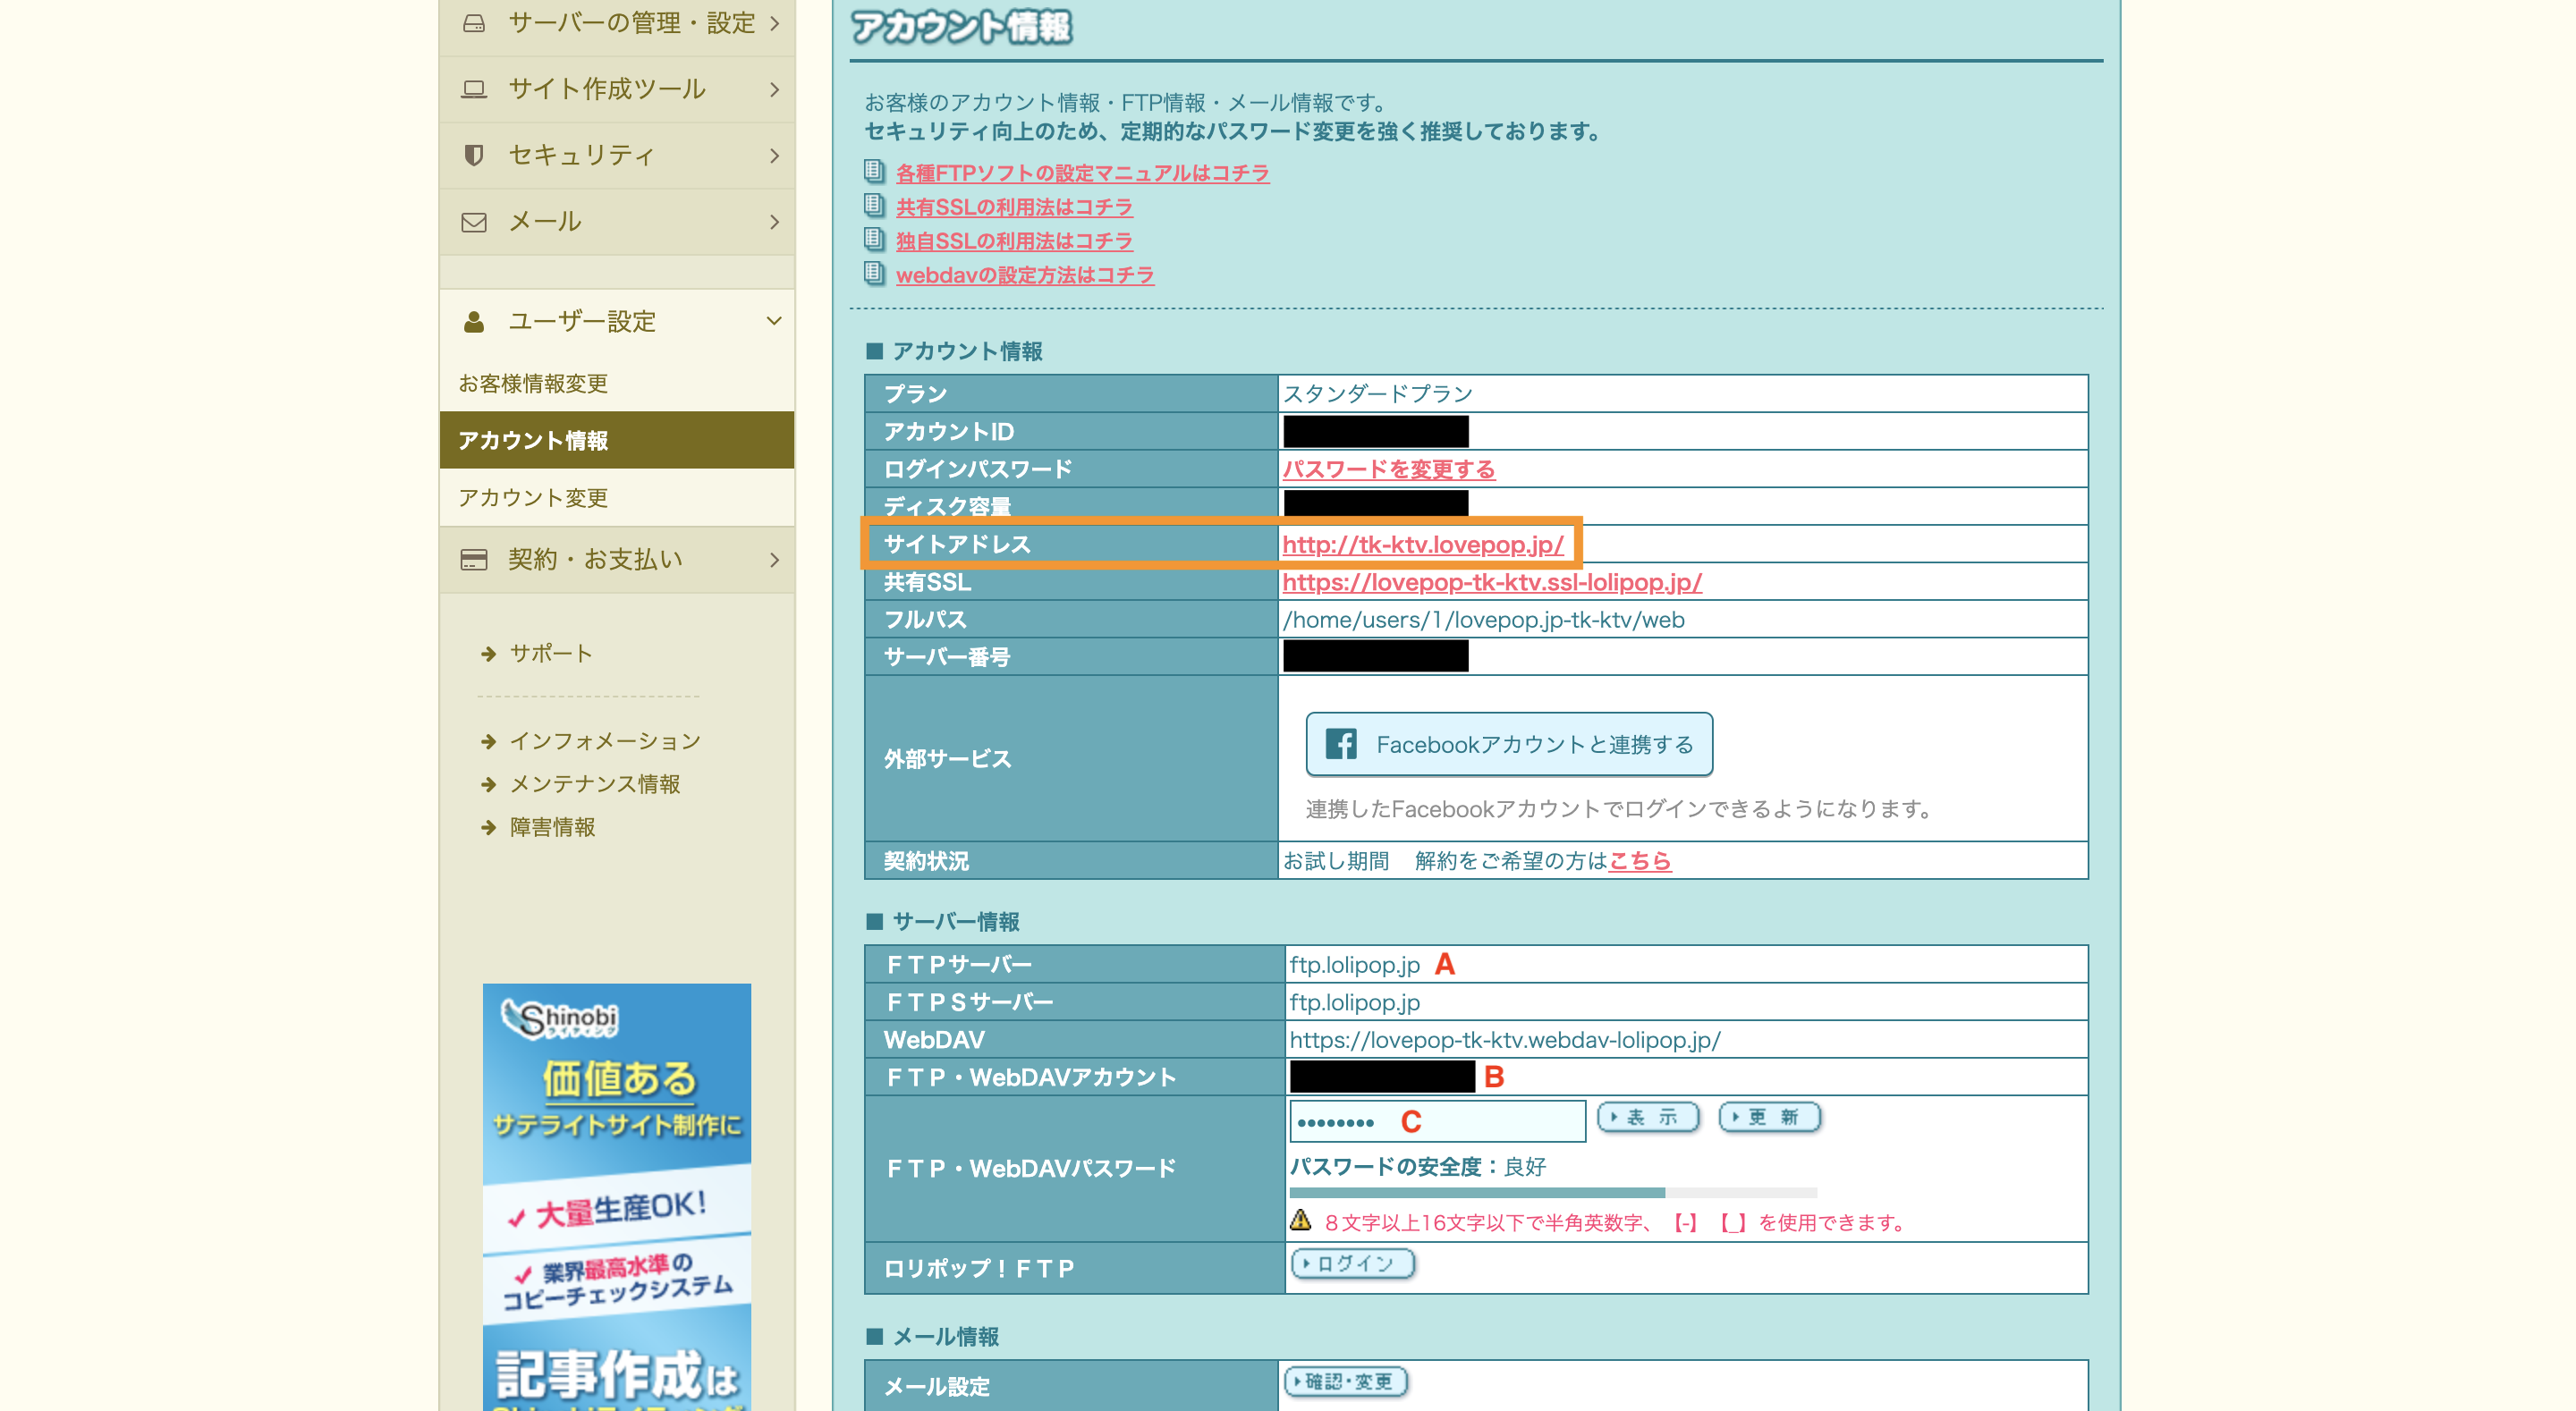 サーバーの管理・設定
サイト作成ツール
セキュリティ
メール
ユーザー設定
お客様情報変更
アカウント情報
アカウント変更
契約・お支払い
サポート
インフォメーション
メンテナンス情報
障害情報
Shinobi
ライティング
価値ある
サテライトサイト制作に
大量生産OK!
業界最高水準の
コピーチェックシステム
記事作成は
アカウント情報
お客様のアカウント情報・FTP情報・メール情報です。
セキュリティ向上のため、定期的なパスワード変更を強く推奨しております。
各種FTPソフトの設定マニュアルはコチラ
共有SSLの利用法はコチラ
独自SSLの利用法はコチラ
webdavの設定方法はコチラ
■ アカウント情報
プラン スタンダードプラン
アカウントID
ログインパスワード パスワードを変更する
ディスク容量
サイトアドレス http://tk-ktv.lovepop.jp/
共有SSL https://lovepop-tk-ktv.ssl-lolipop.jp/
フルパス /home/users/1/lovepop.jp-tk-ktv/web
サーバー番号
外部サービス Facebookアカウントと連携する
連携したFacebookアカウントでログインできるようになります。
契約状況 お試し期間 解約をご希望の方はこちら
■ サーバー情報
ＦＴＰサーバー ftp.lolipop.jp A
ＦＴＰＳサーバー ftp.lolipop.jp
WebDAV https://lovepop-tk-ktv.webdav-lolipop.jp/
ＦＴＰ・WebDAVアカウント B
ＦＴＰ・WebDAVパスワード •••••••• C 表示 更新
パスワードの安全度：良好
８文字以上16文字以下で半角英数字、【-】【_】を使用できます。
ロリポップ！ＦＴＰ ログイン
■ メール情報
メール設定 確認・変更